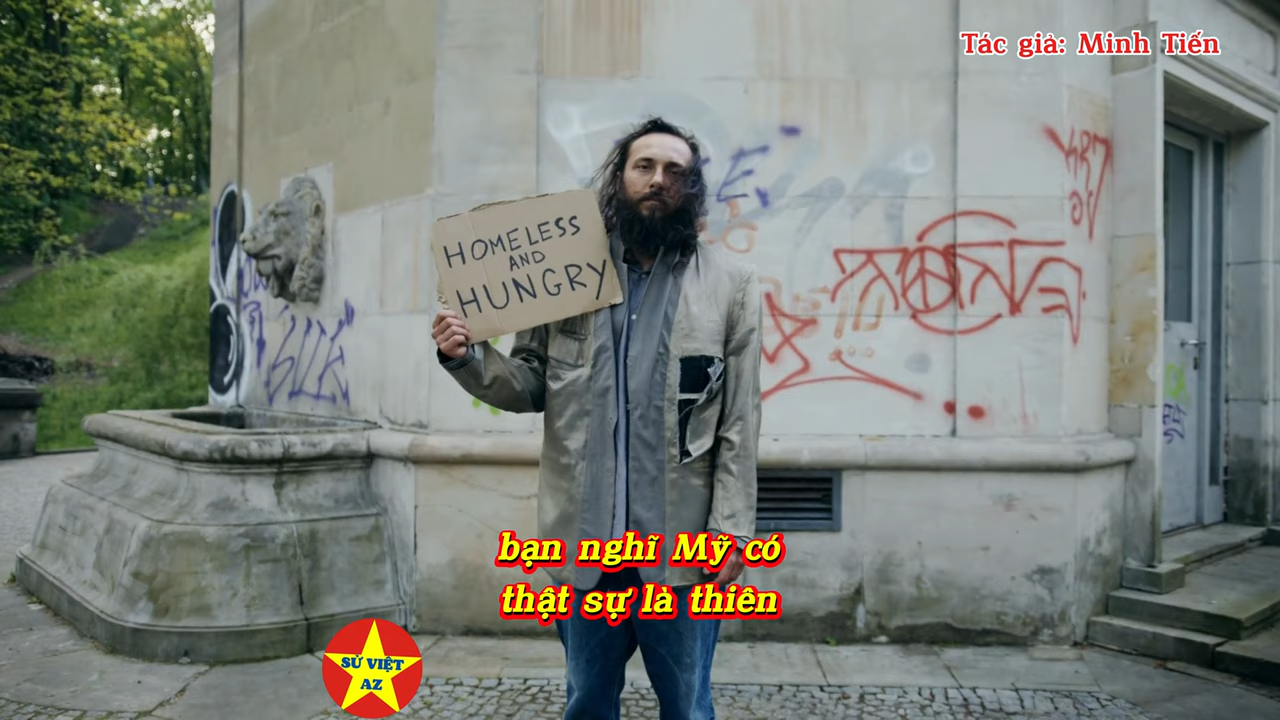 Tác giả: Minh Tiến
HOMELESS
AND
HUNGRY
bạn nghĩ Mỹ có
thật sự là thiên
SỬ VIỆT
AZ